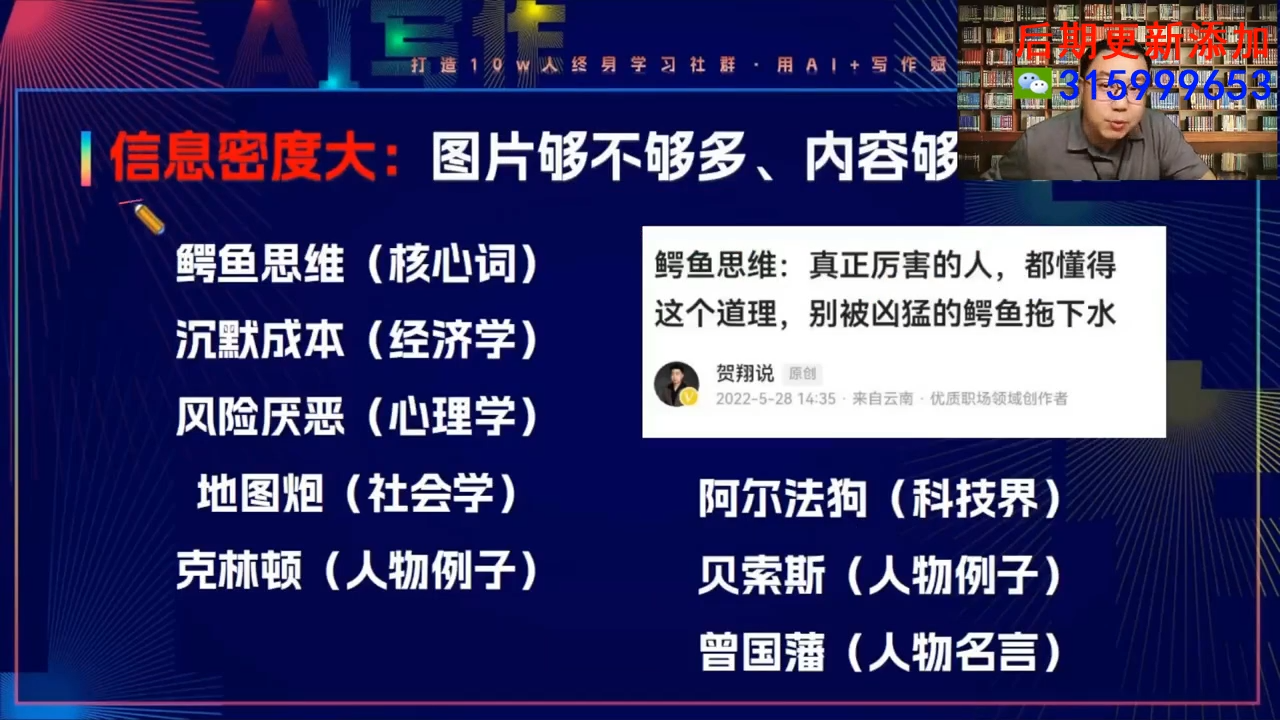 AI写作
打造10w人终身学习社群·用AI+写作赋
后期更新添加
315999653
信息密度大：图片够不够多、内容够
鳄鱼思维（核心词）
沉默成本（经济学）
风险厌恶（心理学）
地图炮（社会学）
克林顿（人物例子）
鳄鱼思维：真正厉害的人，都懂得
这个道理，别被凶猛的鳄鱼拖下水
贺翔说 原创
2022-5-28 14:35 · 来自云南 · 优质职场领域创作者
阿尔法狗（科技界）
贝索斯（人物例子）
曾国藩（人物名言）